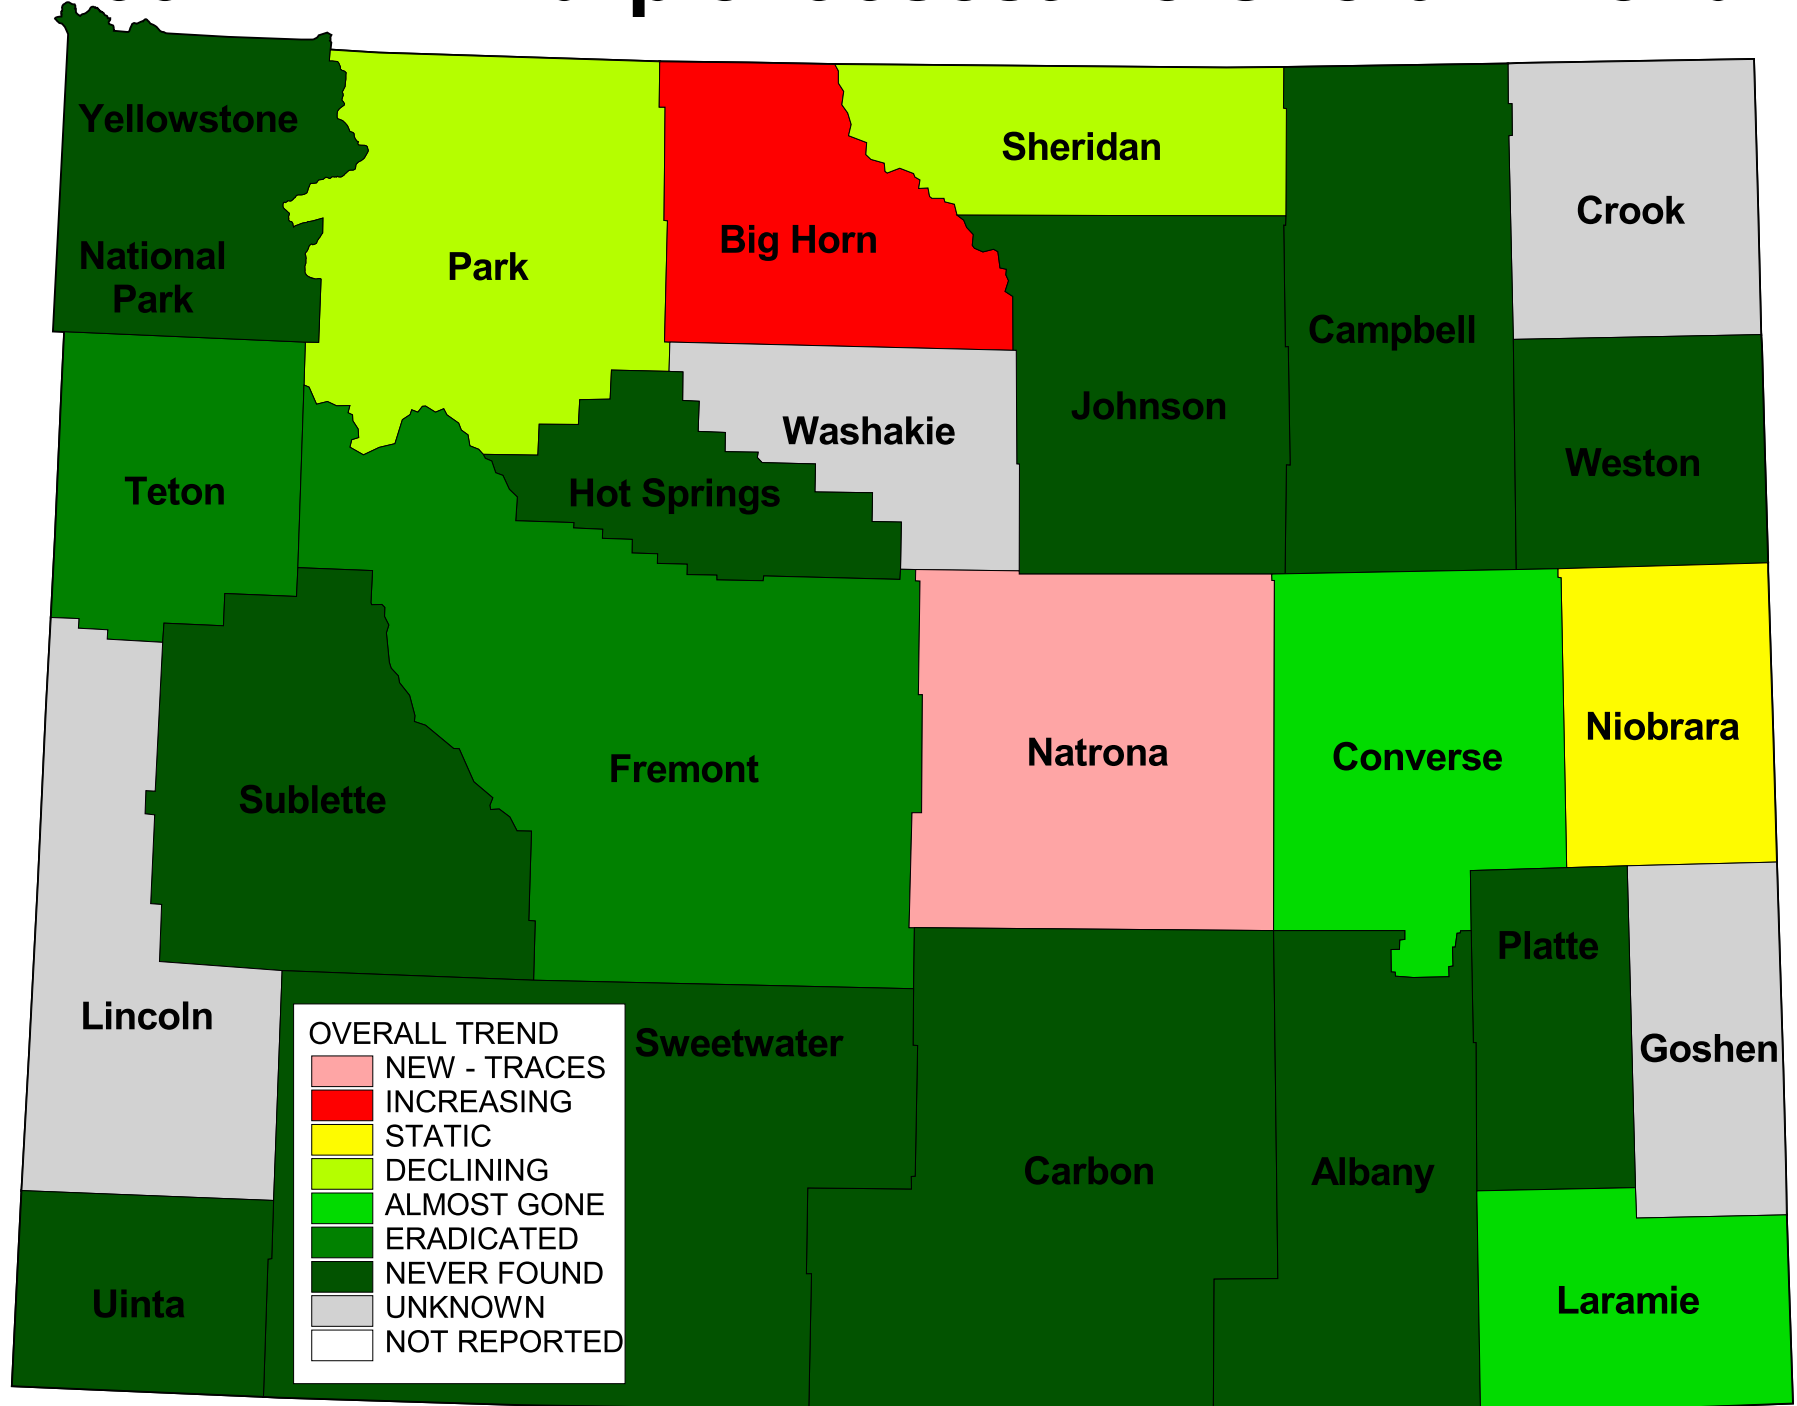 Yellowstone
National
Park
Park
Big Horn
Sheridan
Campbell
Crook
Johnson
Weston
Washakie
Hot Springs
Teton
Sublette
Fremont
Natrona
Converse
Niobrara
Lincoln
Platte
Goshen
Sweetwater
Carbon
Albany
Laramie
Uinta
OVERALL TREND
NEW - TRACES
INCREASING
STATIC
DECLINING
ALMOST GONE
ERADICATED
NEVER FOUND
UNKNOWN
NOT REPORTED